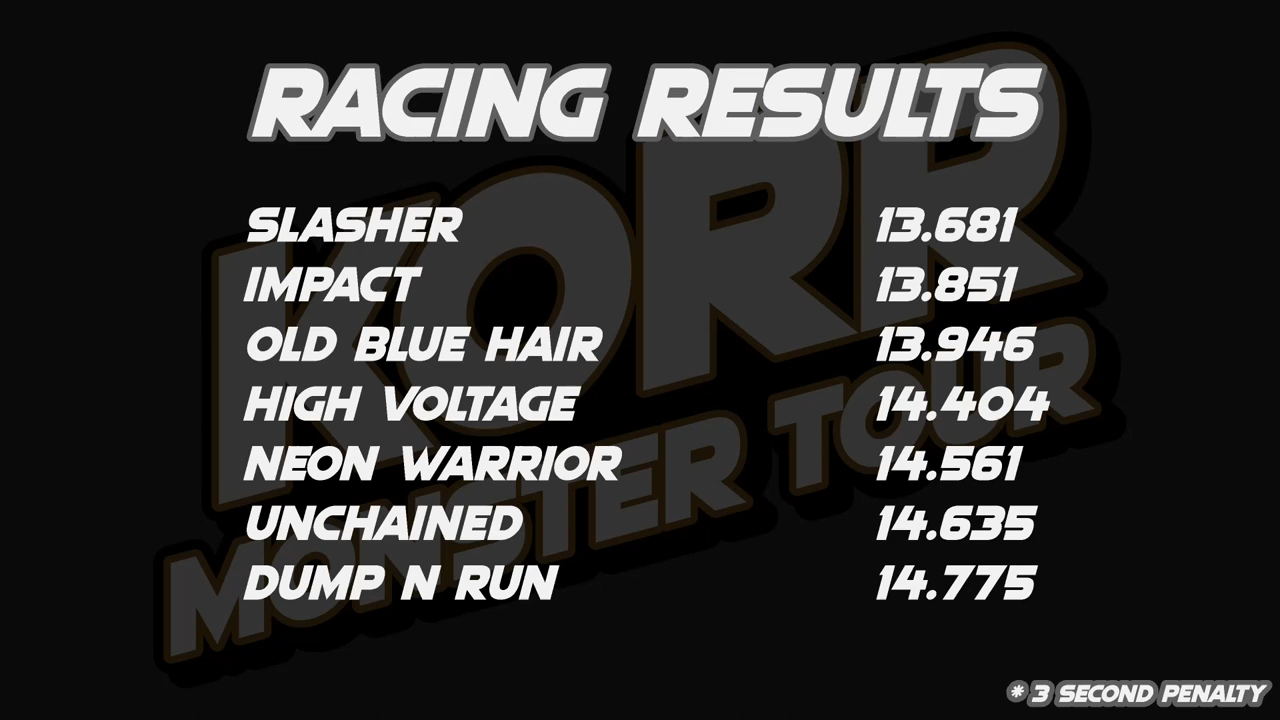 RACING RESULTS
KORR
MONSTER TOUR
SLASHER 13.681
IMPACT 13.851
OLD BLUE HAIR 13.946
HIGH VOLTAGE 14.404
NEON WARRIOR 14.561
UNCHAINED 14.635
DUMP N RUN 14.775
* 3 SECOND PENALTY